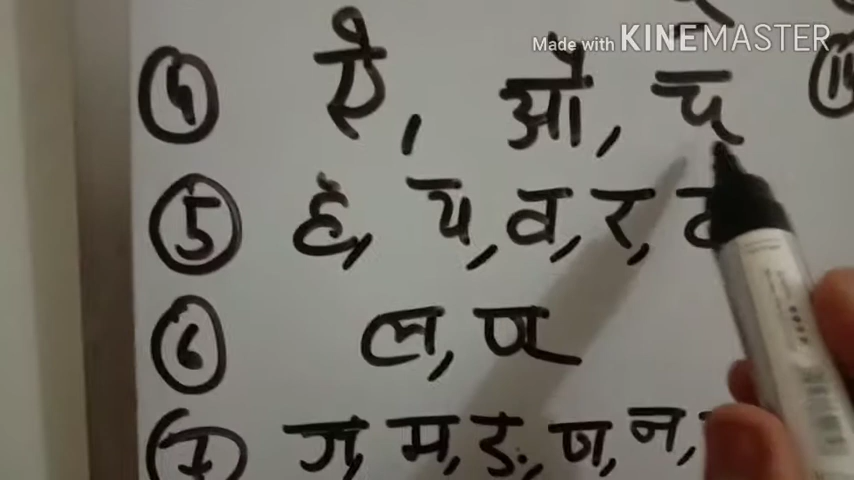 Made with KINEMASTER
④ ऐ, औ, च्
⑤ ह, य, व, र,
⑥ ल, ण्
⑦ ञ, म, ङ, ण, न,